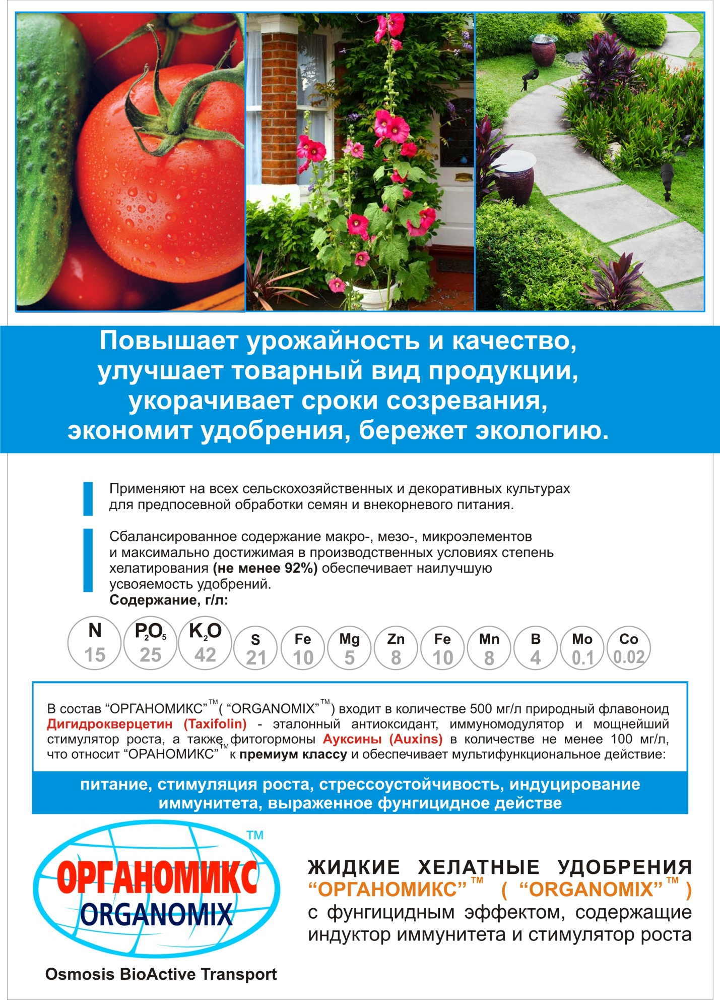 Повышает урожайность и качество,
улучшает товарный вид продукции,
укорачивает сроки созревания,
экономит удобрения, бережет экологию.
Применяют на всех сельскохозяйственных и декоративных культурах
для предпосевной обработки семян и внекорневого питания.
Сбалансированное содержание макро-, мезо-, микроэлементов
и максимально достижимая в производственных условиях степень
хелатирования (не менее 92%) обеспечивает наилучшую
усвояемость удобрений.
Содержание, г/л:
N P₂O₅ K₂O S Fe Mg Zn Fe Mn B Mo Co
15 25 42 21 10 5 8 10 8 4 0.1 0.02
В состав “ОРГАНОМИКС”™( “ORGANOMIX”™) входит в количестве 500 мг/л природный флавоноид
Дигидрокверцетин (Taxifolin) - эталонный антиоксидант, иммуномодулятор и мощнейший
стимулятор роста, а также фитогормоны Ауксины (Auxins) в количестве не менее 100 мг/л,
что относит “ОРАНОМИКС”™к премиум классу и обеспечивает мультифункциональное действие:
питание, стимуляция роста, стрессоустойчивость, индуцирование
иммунитета, выраженное фунгицидное действе
TM
ОРГАНОМИКС
ORGANOMIX
Osmosis BioActive Transport
ЖИДКИЕ ХЕЛАТНЫЕ УДОБРЕНИЯ
“ОРГАНОМИКС”™ ( “ORGANOMIX”™ )
с фунгицидным эффектом, содержащие
индуктор иммунитета и стимулятор роста